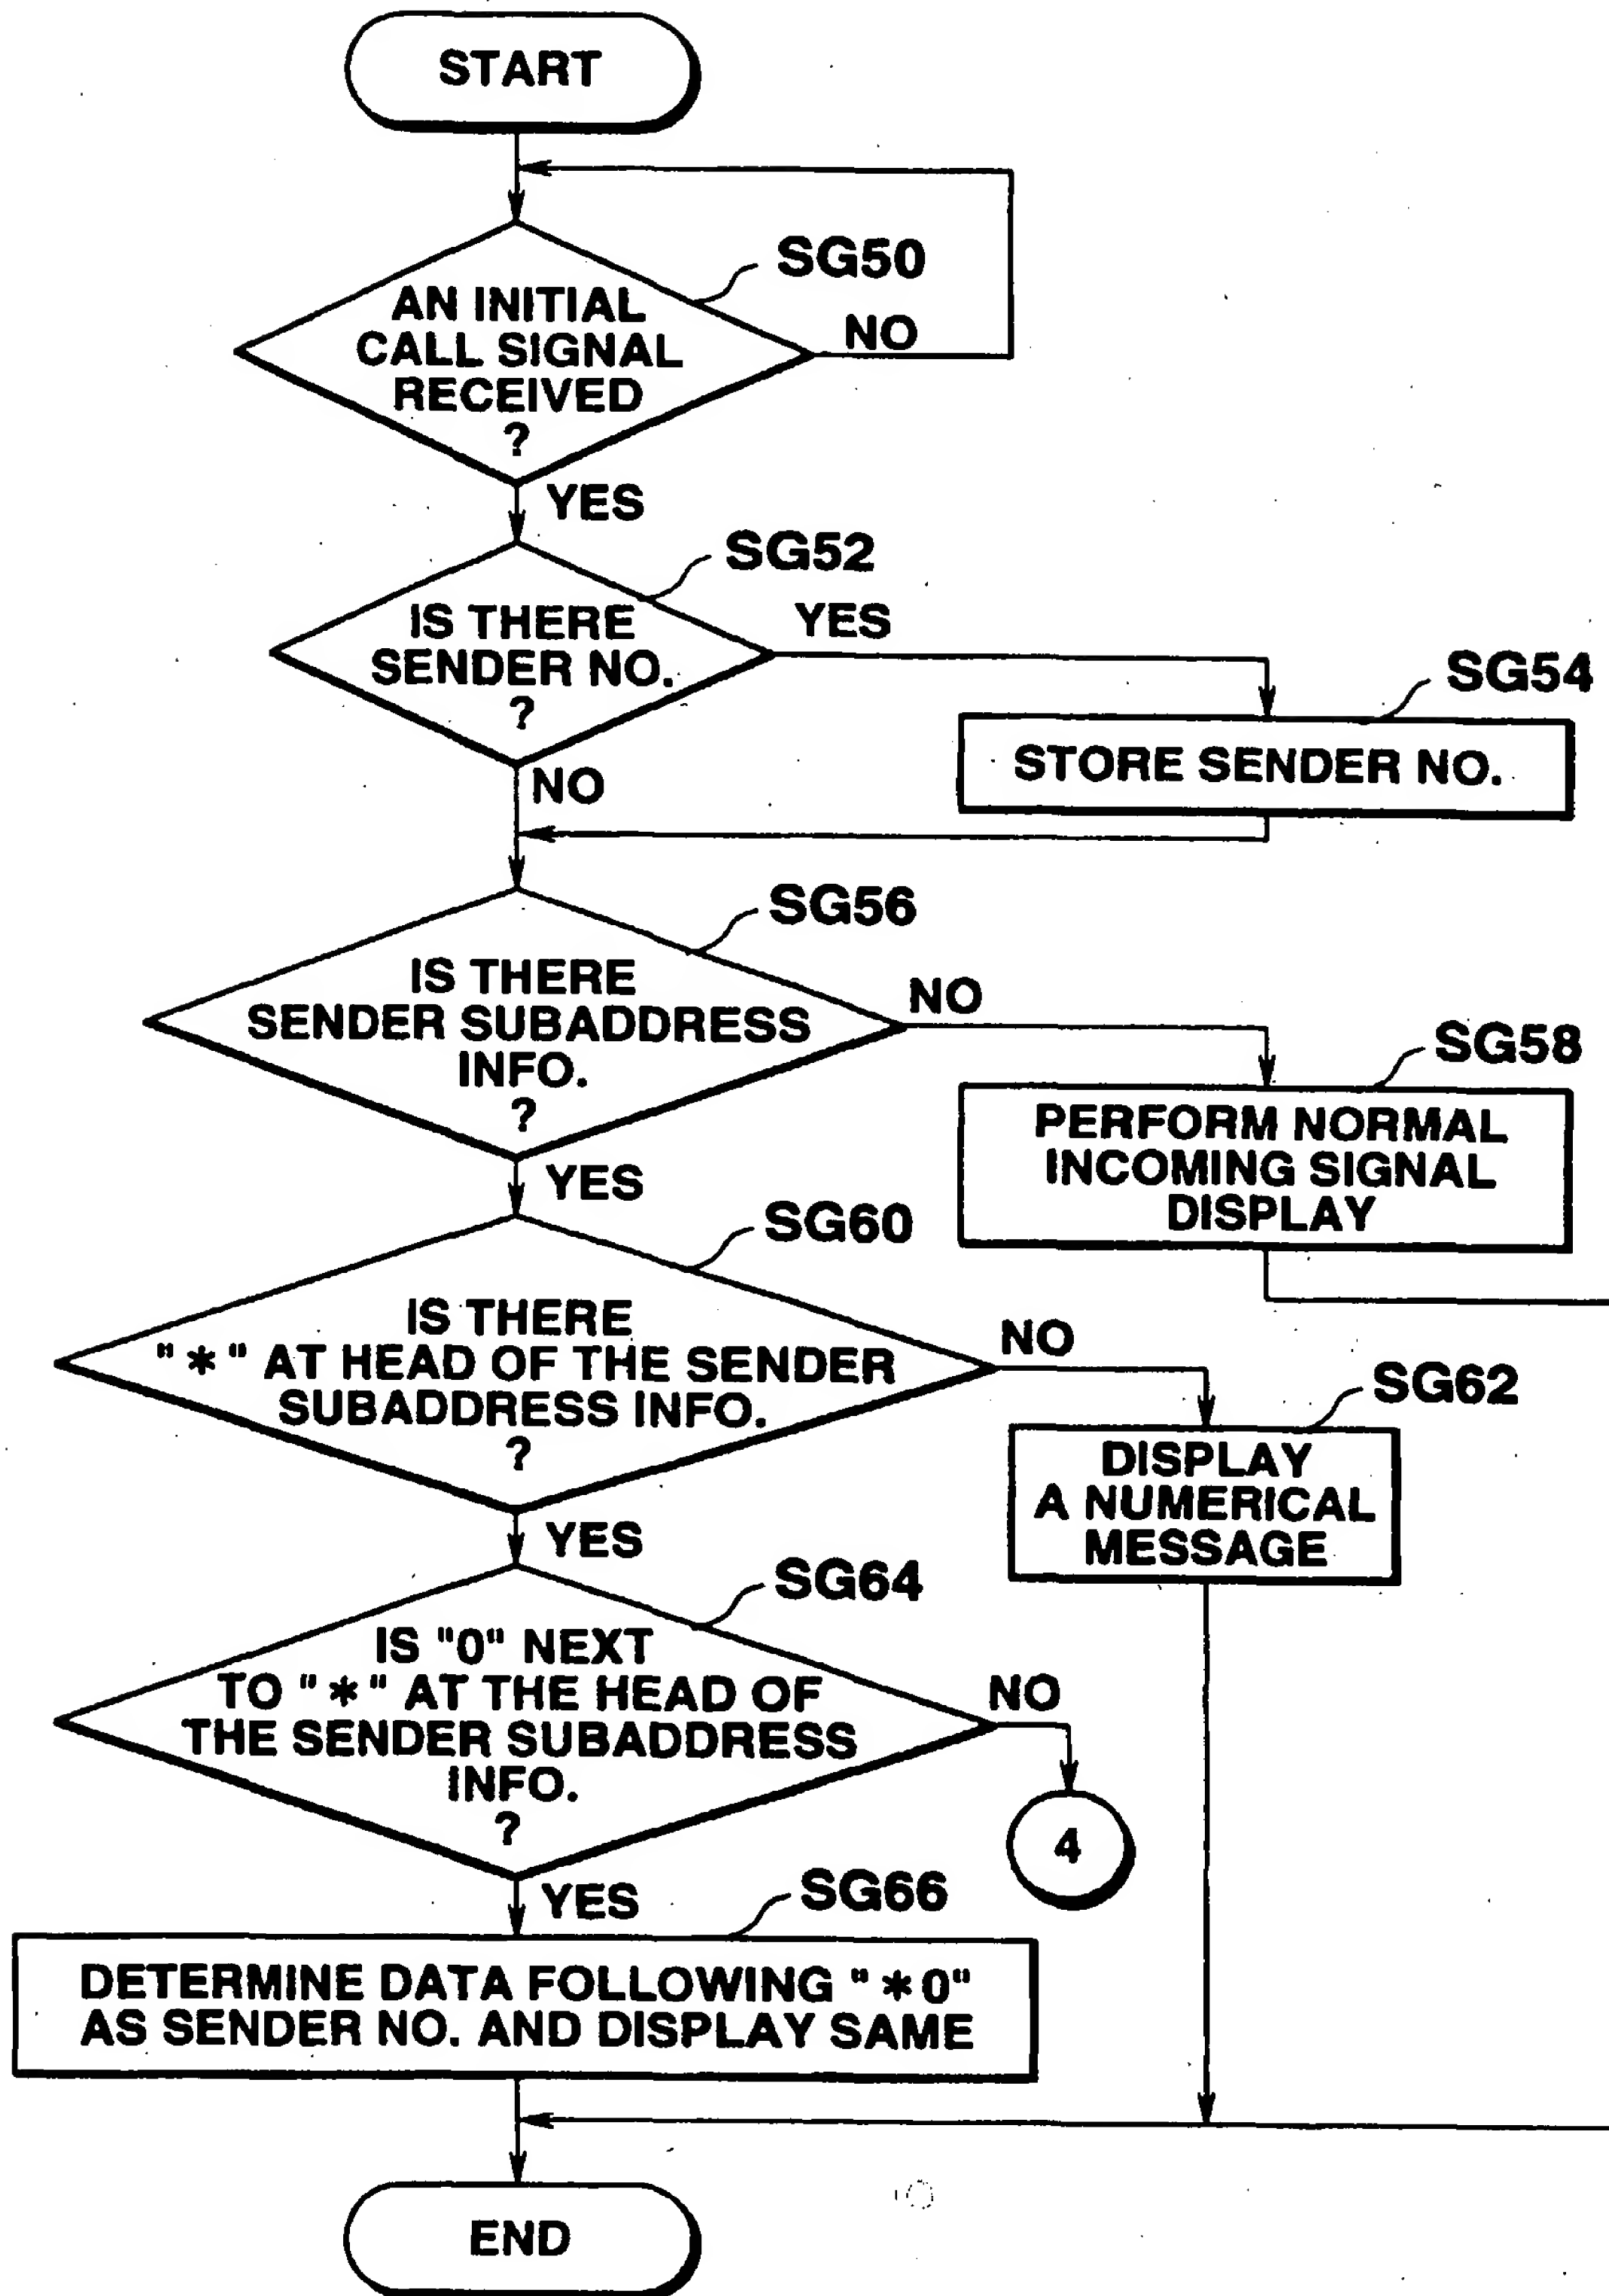 START
SG50
AN INITIAL
CALL SIGNAL
RECEIVED
?
NO
YES
SG52
IS THERE
SENDER NO.
?
YES
SG54
STORE SENDER NO.
NO
SG56
IS THERE
SENDER SUBADDRESS
INFO.
?
NO
SG58
PERFORM NORMAL
INCOMING SIGNAL
DISPLAY
YES
SG60
IS THERE
"*" AT HEAD OF THE SENDER
SUBADDRESS INFO.
?
NO
SG62
DISPLAY
A NUMERICAL
MESSAGE
YES
SG64
IS "0" NEXT
TO "*" AT THE HEAD OF
THE SENDER SUBADDRESS
INFO.
?
NO
4
YES
SG66
DETERMINE DATA FOLLOWING "*0"
AS SENDER NO. AND DISPLAY SAME
END